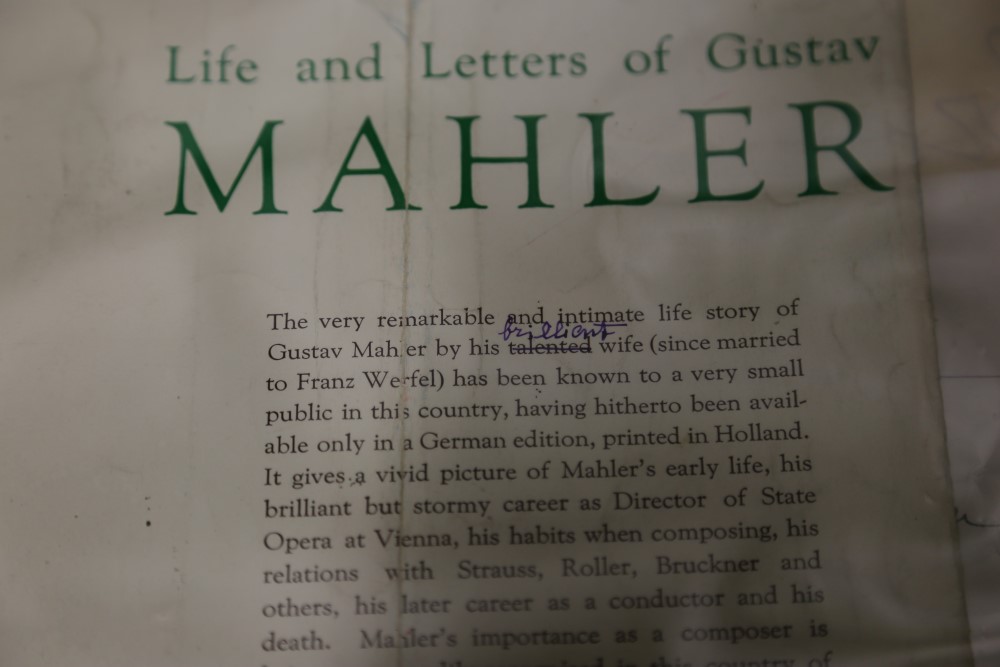 Life and Letters of Gustav
MAHLER
The very remarkable and intimate life story of
brilliant
Gustav Mahler by his talented wife (since married
to Franz Werfel) has been known to a very small
public in this country, having hitherto been avail-
able only in a German edition, printed in Holland.
It gives a vivid picture of Mahler's early life, his
brilliant but stormy career as Director of State
Opera at Vienna, his habits when composing, his
relations with Strauss, Roller, Bruckner and
others, his later career as a conductor and his
death. Mahler's importance as a composer is
in this country of